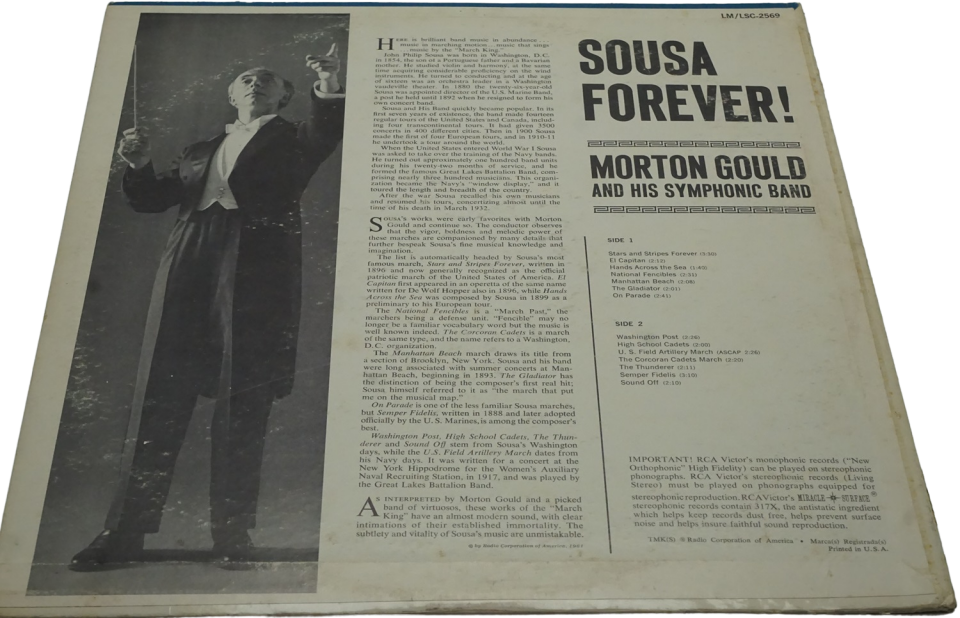 LM/LSC-2569
HERE is brilliant band music in abundance . . .
music in marching motion . . . music that sings
. . . music by the "March King."
John Philip Sousa was born in Washington, D.C.
in 1854, the son of a Portuguese father and a Bavarian
mother. He studied violin and harmony, at the same
time acquiring considerable proficiency on the wind
instruments. He turned to conducting and at the age
of sixteen was an orchestra leader in a Washington
vaudeville theater. In 1880 the twenty-six-year-old
Sousa was appointed director of the U.S. Marine Band,
a post he held until 1892 when he resigned to form his
own concert band.
Sousa and His Band quickly became popular. In its
first seven years of existence, the band made fourteen
regular tours of the United States and Canada, includ-
ing four transcontinental tours. It had given 3500
concerts in 400 different cities. Then in 1900 Sousa
made the first of four European tours, and in 1910-11
he undertook a tour around the world.
When the United States entered World War I Sousa
was asked to take over the training of the Navy bands.
He turned out approximately one hundred band units
during his twenty-two months of service, and he
formed the famous Great Lakes Battalion Band, com-
prising nearly three hundred musicians. This organi-
zation became the Navy's "window display," and it
toured the length and breadth of the country.
After the war Sousa recalled his own musicians
and resumed his tours, concertizing almost until the
time of his death in March 1932.
SOUSA'S works were early favorites with Morton
Gould and continue so. The conductor observes
that the vigor, boldness and melodic power of
these marches are companioned by many details that
further bespeak Sousa's fine musical knowledge and
imagination.
The list is automatically headed by Sousa's most
famous march, Stars and Stripes Forever, written in
1896 and now generally recognized as the official
patriotic march of the United States of America. El
Capitan first appeared in an operetta of the same name
written for De Wolf Hopper also in 1896, while Hands
Across the Sea was composed by Sousa in 1899 as a
preliminary to his European tour.
The National Fencibles is a "March Past," the
marchers being a defense unit. "Fencible" may no
longer be a familiar vocabulary word but the music is
well known indeed. The Corcoran Cadets is a march
of the same type, and the name refers to a Washington,
D.C. organization.
The Manhattan Beach march draws its title from
a section of Brooklyn, New York. Sousa and his band
were long associated with summer concerts at Man-
hattan Beach, beginning in 1893. The Gladiator has
the distinction of being the composer's first real hit;
Sousa himself referred to it as "the march that put
me on the musical map."
On Parade is one of the less familiar Sousa marches,
but Semper Fidelis, written in 1888 and later adopted
officially by the U. S. Marines, is among the composer's
best.
Washington Post, High School Cadets, The Thun-
derer and Sound Off stem from Sousa's Washington
days, while the U.S. Field Artillery March dates from
his Navy days. It was written for a concert at the
New York Hippodrome for the Women's Auxiliary
Naval Recruiting Station, in 1917, and was played by
the Great Lakes Battalion Band.
AS INTERPRETED by Morton Gould and a picked
band of virtuosos, these works of the "March
King" have an almost modern sound, with clear
intimations of their established immortality. The
subtlety and vitality of Sousa's music are unmistakable.
© by Radio Corporation of America, 1961
SOUSA
FOREVER!
MORTON GOULD
AND HIS SYMPHONIC BAND
SIDE 1
Stars and Stripes Forever (3:30)
El Capitan (2:12)
Hands Across the Sea (1:40)
National Fencibles (3:31)
Manhattan Beach (2:08)
The Gladiator (2:01)
On Parade (2:41)
SIDE 2
Washington Post (2:26)
High School Cadets (2:00)
U. S. Field Artillery March (ASCAP 2:28)
The Corcoran Cadets March (2:20)
The Thunderer (2:11)
Semper Fidelis (3:10)
Sound Off (2:10)
IMPORTANT! RCA Victor's monophonic records ("New
Orthophonic" High Fidelity) can be played on stereophonic
phonographs. RCA Victor's stereophonic records (Living
Stereo) must be played on phonographs equipped for
stereophonic reproduction. RCA Victor's MIRACLE SURFACE®
stereophonic records contain 317X, the antistatic ingredient
which helps keep records dust free, helps prevent surface
noise and helps insure faithful sound reproduction.
TMK(S) ® Radio Corporation of America • Marca(s) Registrada(s)
Printed in U.S.A.